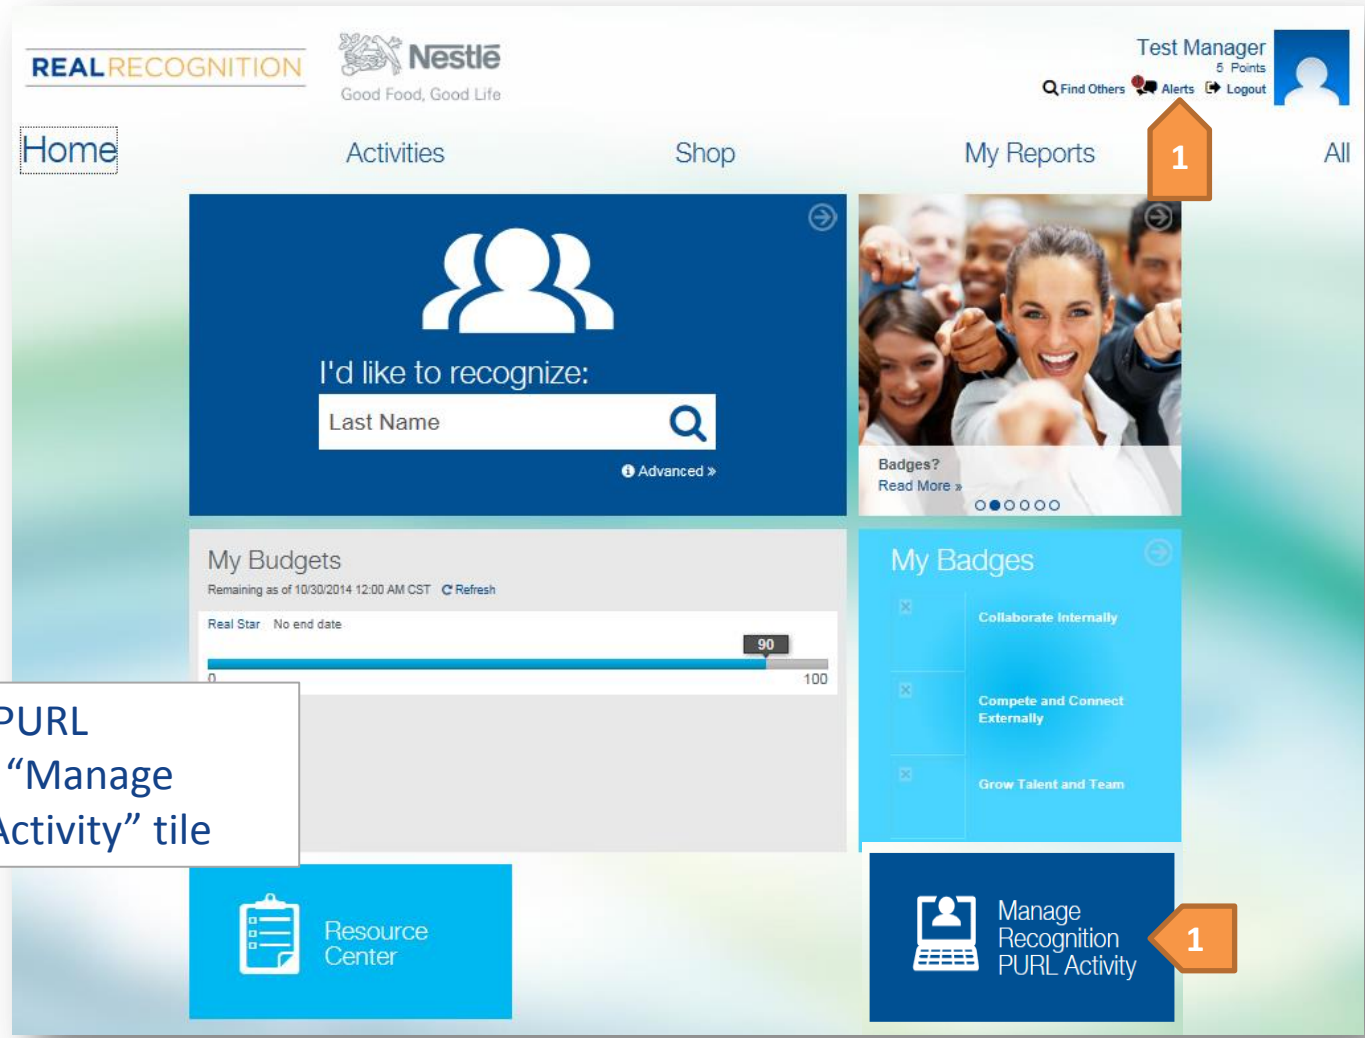 REALRECOGNITION
Nestlé
Good Food, Good Life
Test Manager
5 Points
Find Others Alerts Logout
Home Activities Shop My Reports All
1
I'd like to recognize:
Last Name
Advanced »
Badges?
Read More »
My Budgets
Remaining as of 10/30/2014 12:00 AM CST Refresh
Real Star No end date
90
0 100
My Badges
Collaborate Internally
Compete and Connect
Externally
Grow Talent and Team
PURL
“Manage
Activity” tile
Resource
Center
Manage
Recognition
PURL Activity
1